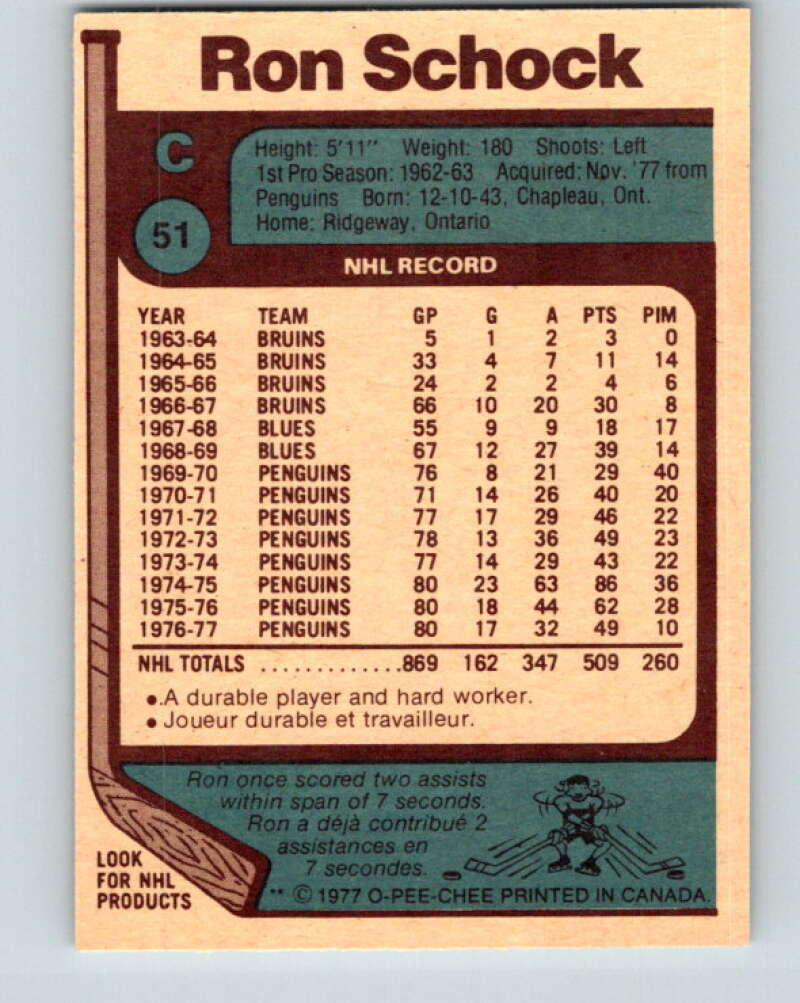 Ron Schock
C
51
Height: 5'11" Weight: 180 Shoots: Left
1st Pro Season: 1962-63 Acquired: Nov. '77 from
Penguins Born: 12-10-43, Chapleau, Ont.
Home: Ridgeway, Ontario
NHL RECORD
YEAR TEAM GP G A PTS PIM
1963-64 BRUINS 5 1 2 3 0
1964-65 BRUINS 33 4 7 11 14
1965-66 BRUINS 24 2 2 4 6
1966-67 BRUINS 66 10 20 30 8
1967-68 BLUES 55 9 9 18 17
1968-69 BLUES 67 12 27 39 14
1969-70 PENGUINS 76 8 21 29 40
1970-71 PENGUINS 71 14 26 40 20
1971-72 PENGUINS 77 17 29 46 22
1972-73 PENGUINS 78 13 36 49 23
1973-74 PENGUINS 77 14 29 43 22
1974-75 PENGUINS 80 23 63 86 36
1975-76 PENGUINS 80 18 44 62 28
1976-77 PENGUINS 80 17 32 49 10
NHL TOTALS .............869 162 347 509 260
• A durable player and hard worker.
• Joueur durable et travailleur.
Ron once scored two assists
within span of 7 seconds.
Ron a déjà contribué 2
assistances en
7 secondes.
LOOK
FOR NHL
PRODUCTS
** © 1977 O-PEE-CHEE PRINTED IN CANADA.